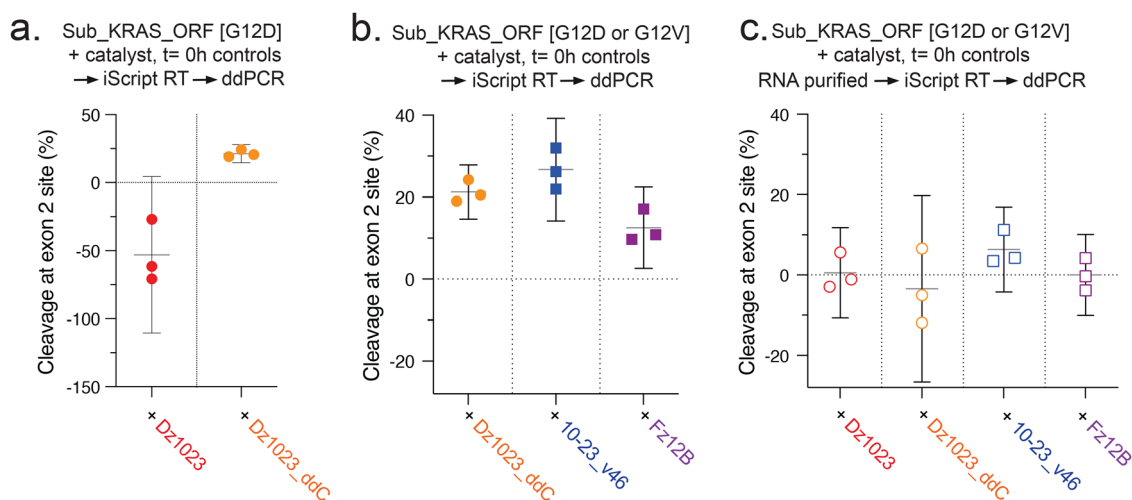 a.
Sub_KRAS_ORF [G12D]
+ catalyst, t= 0h controls
→ iScript RT → ddPCR
Cleavage at exon 2 site (%)
50
0
-50
-100
-150
+ Dz1023
+ Dz1023_ddC
b.
Sub_KRAS_ORF [G12D or G12V]
+ catalyst, t= 0h controls
→ iScript RT → ddPCR
Cleavage at exon 2 site (%)
40
20
0
-20
+ Dz1023_ddC
+ 10-23_v46
+ Fz12B
c.
Sub_KRAS_ORF [G12D or G12V]
+ catalyst, t= 0h controls
RNA purified → iScript RT → ddPCR
Cleavage at exon 2 site (%)
40
20
0
-20
+ Dz1023
+ Dz1023_ddC
+ 10-23_v46
+ Fz12B